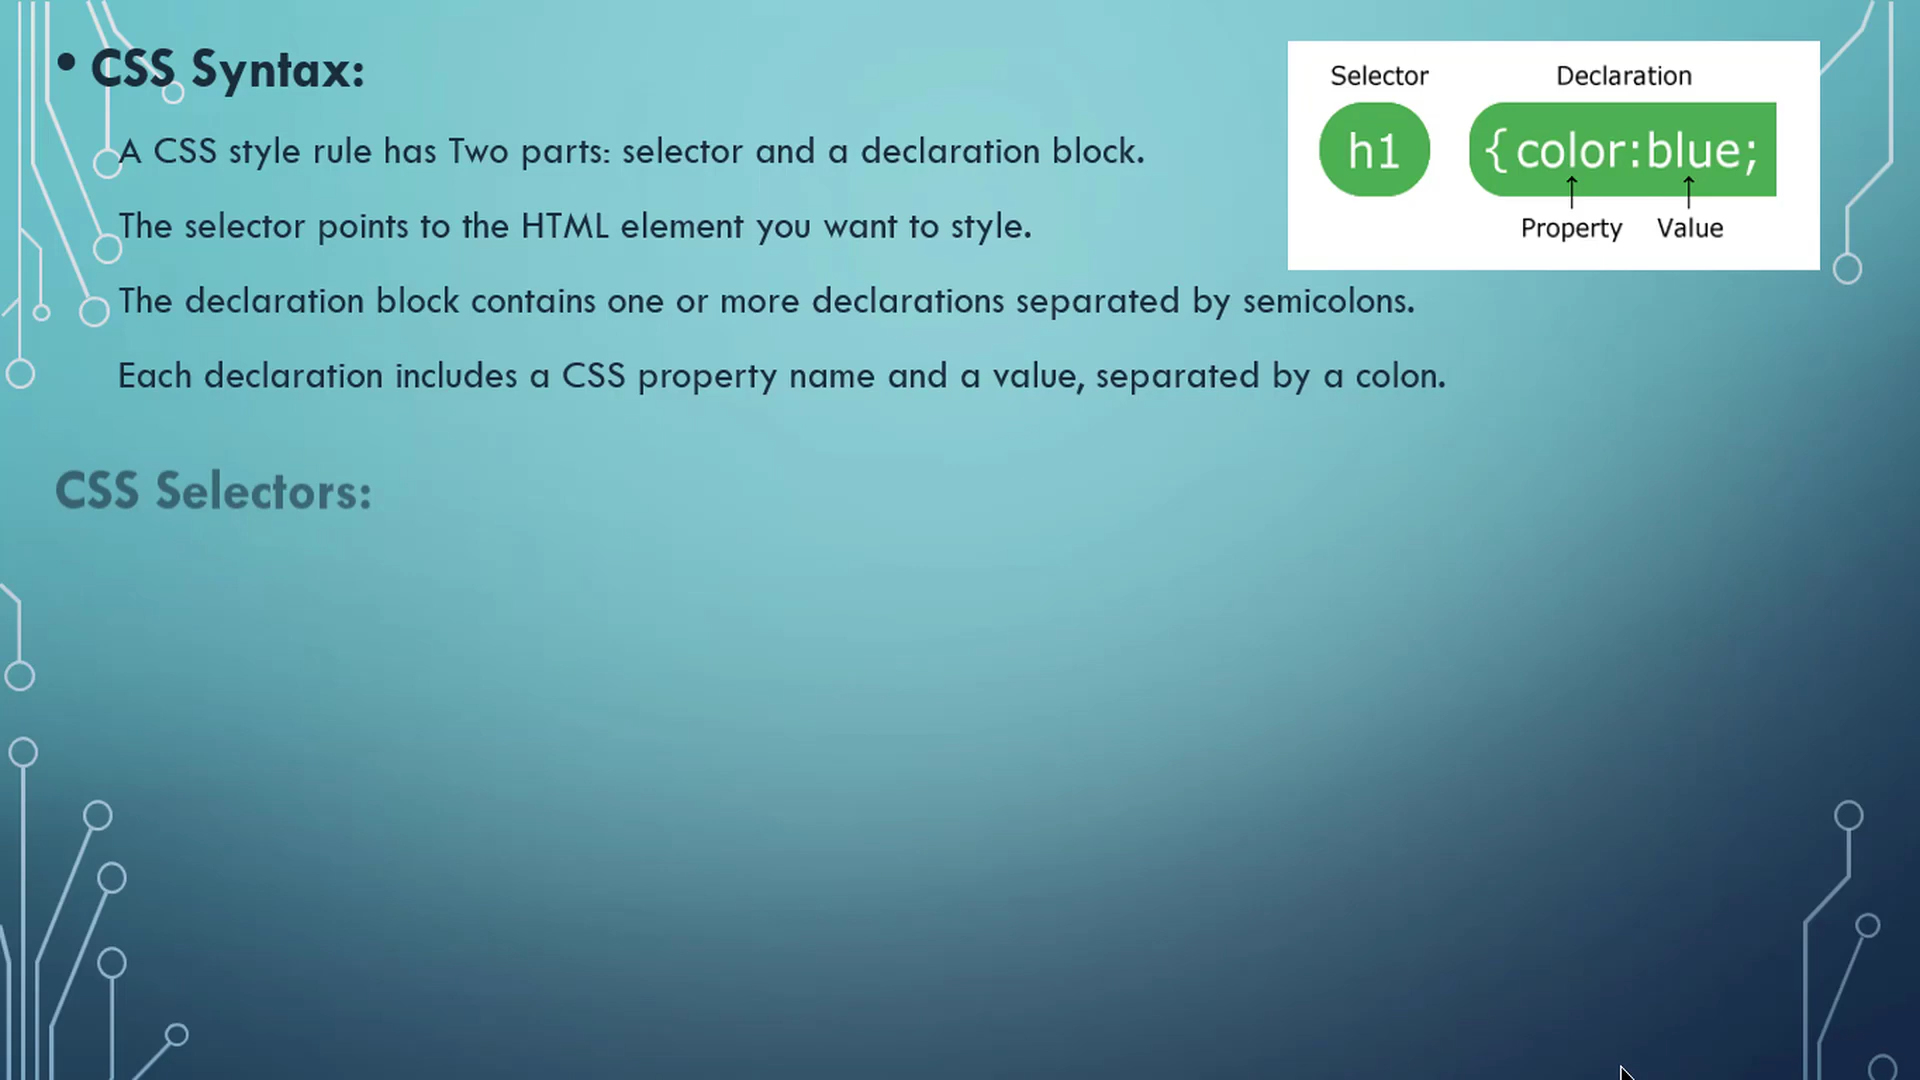 • CSS Syntax:
A CSS style rule has Two parts: selector and a declaration block.
The selector points to the HTML element you want to style.
The declaration block contains one or more declarations separated by semicolons.
Each declaration includes a CSS property name and a value, separated by a colon.
Selector Declaration
h1 {color:blue;
Property Value
CSS Selectors: